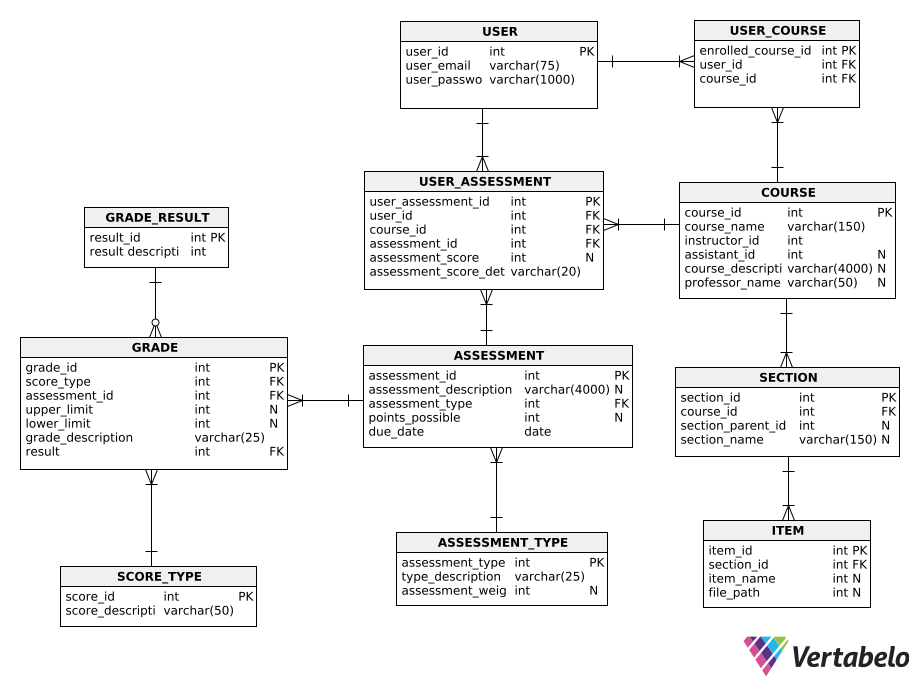 USER
user_id int PK
user_email varchar(75)
user_passwo varchar(1000)
USER_COURSE
enrolled_course_id int PK
user_id int FK
course_id int FK
USER_ASSESSMENT
user_assessment_id int PK
user_id int FK
course_id int FK
assessment_id int FK
assessment_score int N
assessment_score_det varchar(20)
COURSE
course_id int PK
course_name varchar(150)
instructor_id int
assistant_id int N
course_descripti varchar(4000) N
professor_name varchar(50) N
GRADE_RESULT
result_id int PK
result descripti int
GRADE
grade_id int PK
score_type int FK
assessment_id int FK
upper_limit int N
lower_limit int N
grade_description varchar(25)
result int FK
ASSESSMENT
assessment_id int PK
assessment_description varchar(4000) N
assessment_type int FK
points_possible int N
due_date date
SECTION
section_id int PK
course_id int FK
section_parent_id int N
section_name varchar(150) N
SCORE_TYPE
score_id int PK
score_descripti varchar(50)
ASSESSMENT_TYPE
assessment_type int PK
type_description varchar(25)
assessment_weig int N
ITEM
item_id int PK
section_id int FK
item_name int N
file_path int N
Vertabelo